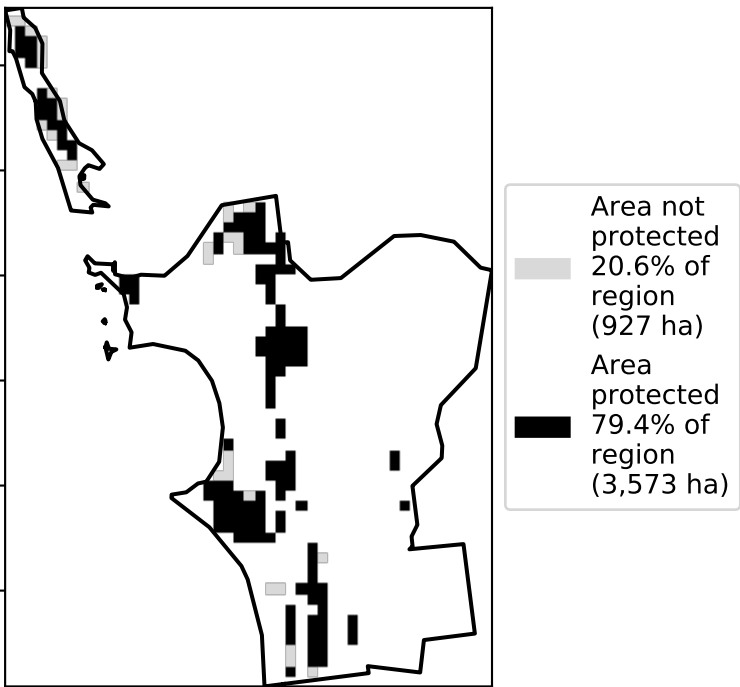 Area not
protected
20.6% of
region
(927 ha)
Area
protected
79.4% of
region
(3,573 ha)